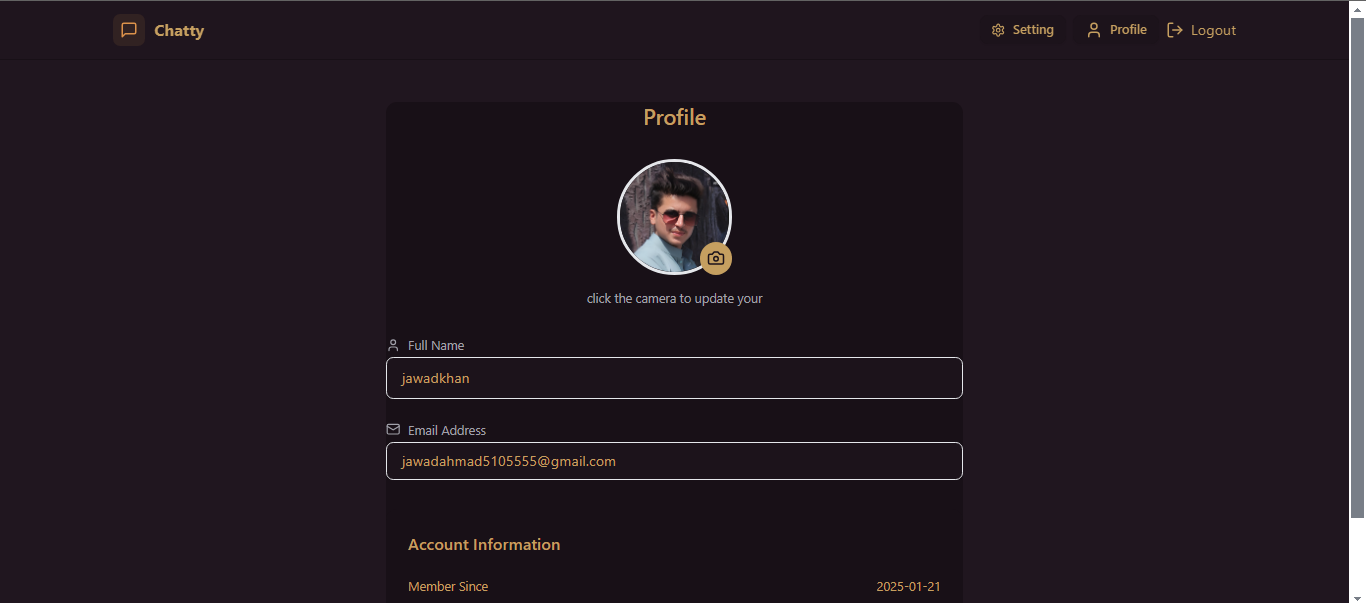 Chatty
Setting Profile Logout
Profile
click the camera to update your
Full Name
jawadkhan
Email Address
jawadahmad5105555@gmail.com
Account Information
Member Since 2025-01-21